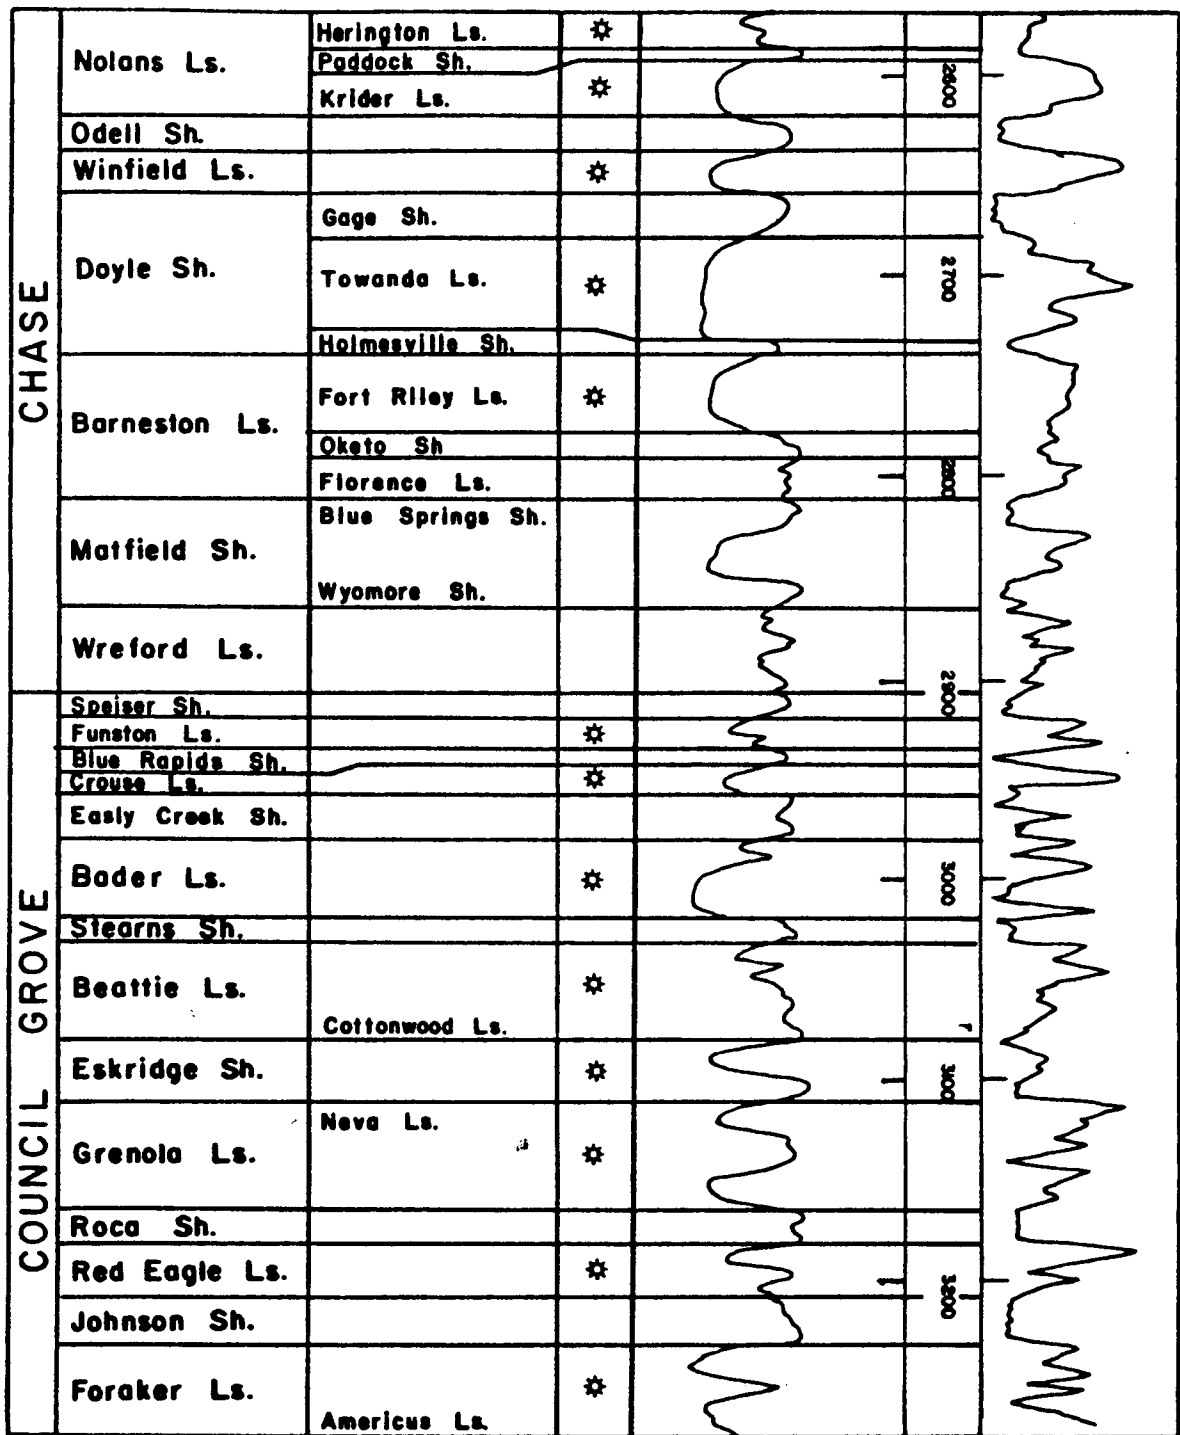 CHASE
Nolans Ls.
Herington Ls.
Paddock Sh.
Krider Ls.
2600
Odell Sh.
Winfield Ls.
Doyle Sh.
Gage Sh.
Towanda Ls.
2700
Holmesville Sh.
Barneston Ls.
Fort Riley Ls.
Oketo Sh
Florence Ls.
2800
Matfield Sh.
Blue Springs Sh.
Wyomore Sh.
Wreford Ls.
2900
COUNCIL GROVE
Speiser Sh.
Funston Ls.
Blue Rapids Sh.
Crouse Ls.
Easly Creek Sh.
Bader Ls.
3000
Stearns Sh.
Beattie Ls.
Cottonwood Ls.
Eskridge Sh.
3100
Neva Ls.
Grenola Ls.
Roca Sh.
Red Eagle Ls.
3200
Johnson Sh.
Foraker Ls.
Americus Ls.